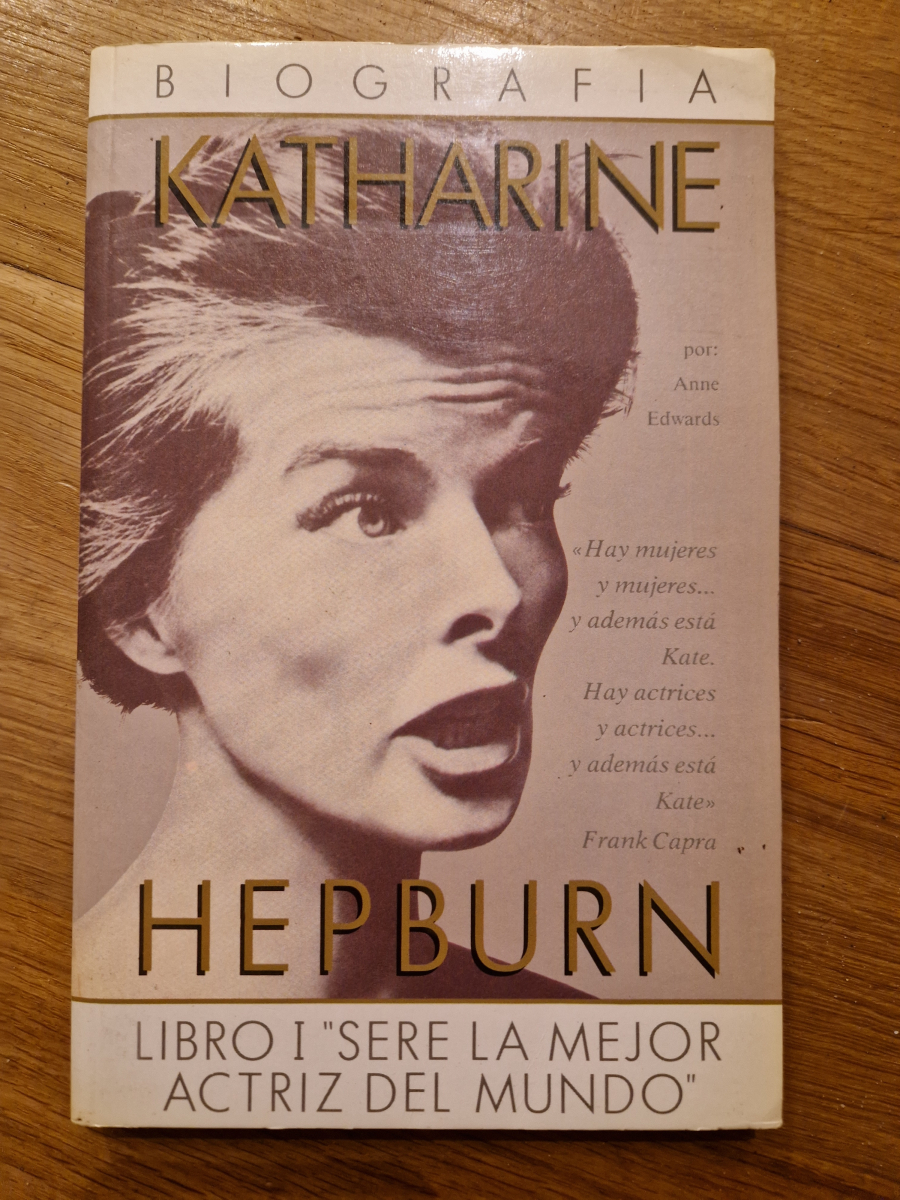 BIOGRAFIA
KATHARINE
por:
Anne
Edwards
«Hay mujeres
y mujeres...
y además está
Kate.
Hay actrices
y actrices...
y además está
Kate»
Frank Capra
HEPBURN
LIBRO I "SERE LA MEJOR
ACTRIZ DEL MUNDO"